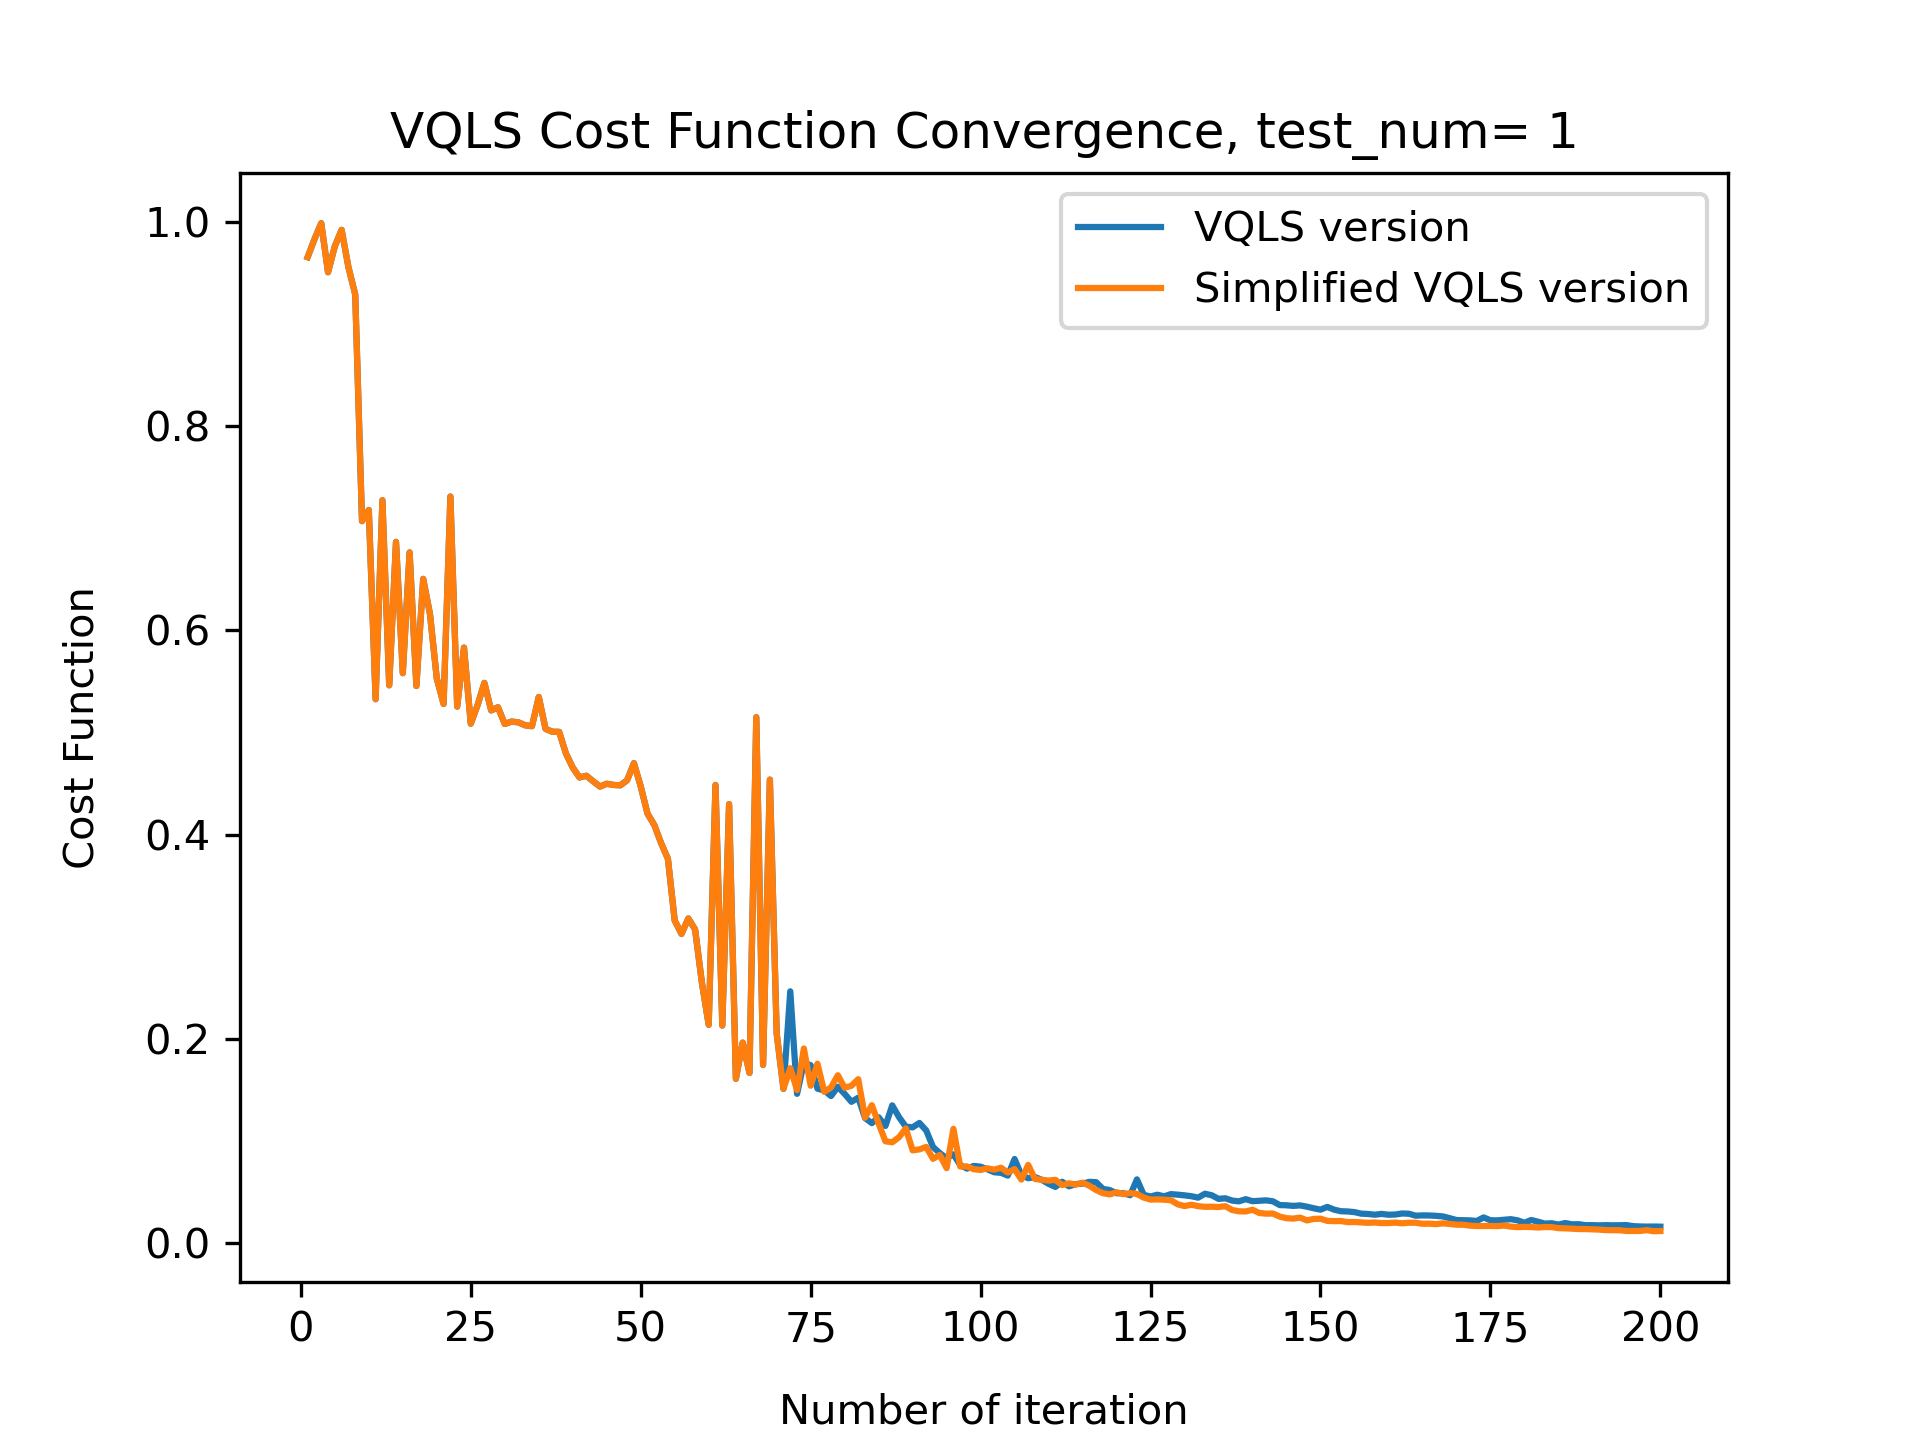 VQLS Cost Function Convergence, test_num= 1
VQLS version
Simplified VQLS version
1.0
0.8
0.6
0.4
0.2
0.0
Cost Function
0 25 50 75 100 125 150 175 200
Number of iteration